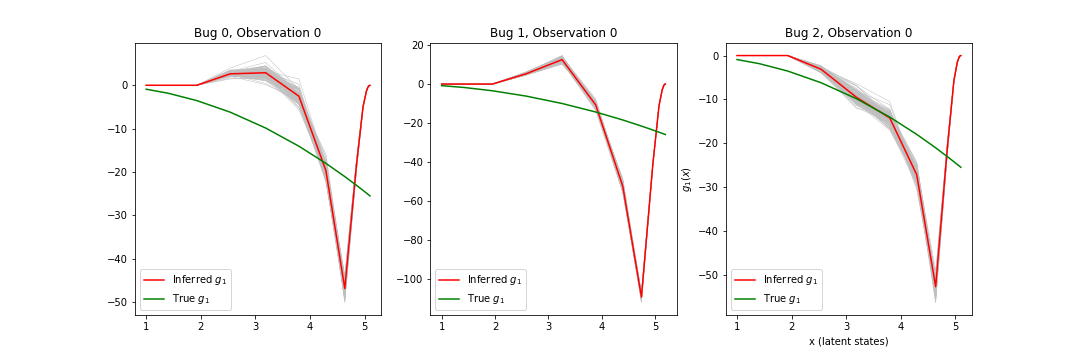 Bug 0, Observation 0
0
−10
−20
−30
−40
−50
1 2 3 4 5
Inferred g₁
True g₁
Bug 1, Observation 0
20
0
−20
−40
−60
−80
−100
1 2 3 4 5
Inferred g₁
True g₁
Bug 2, Observation 0
g₁(x)
0
−10
−20
−30
−40
−50
1 2 3 4 5
x (latent states)
Inferred g₁
True g₁